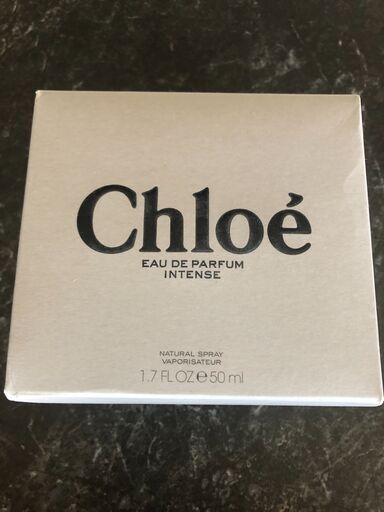 Chloé
EAU DE PARFUM
INTENSE
NATURAL SPRAY
VAPORISATEUR
1.7 FL OZ ℮ 50 ml